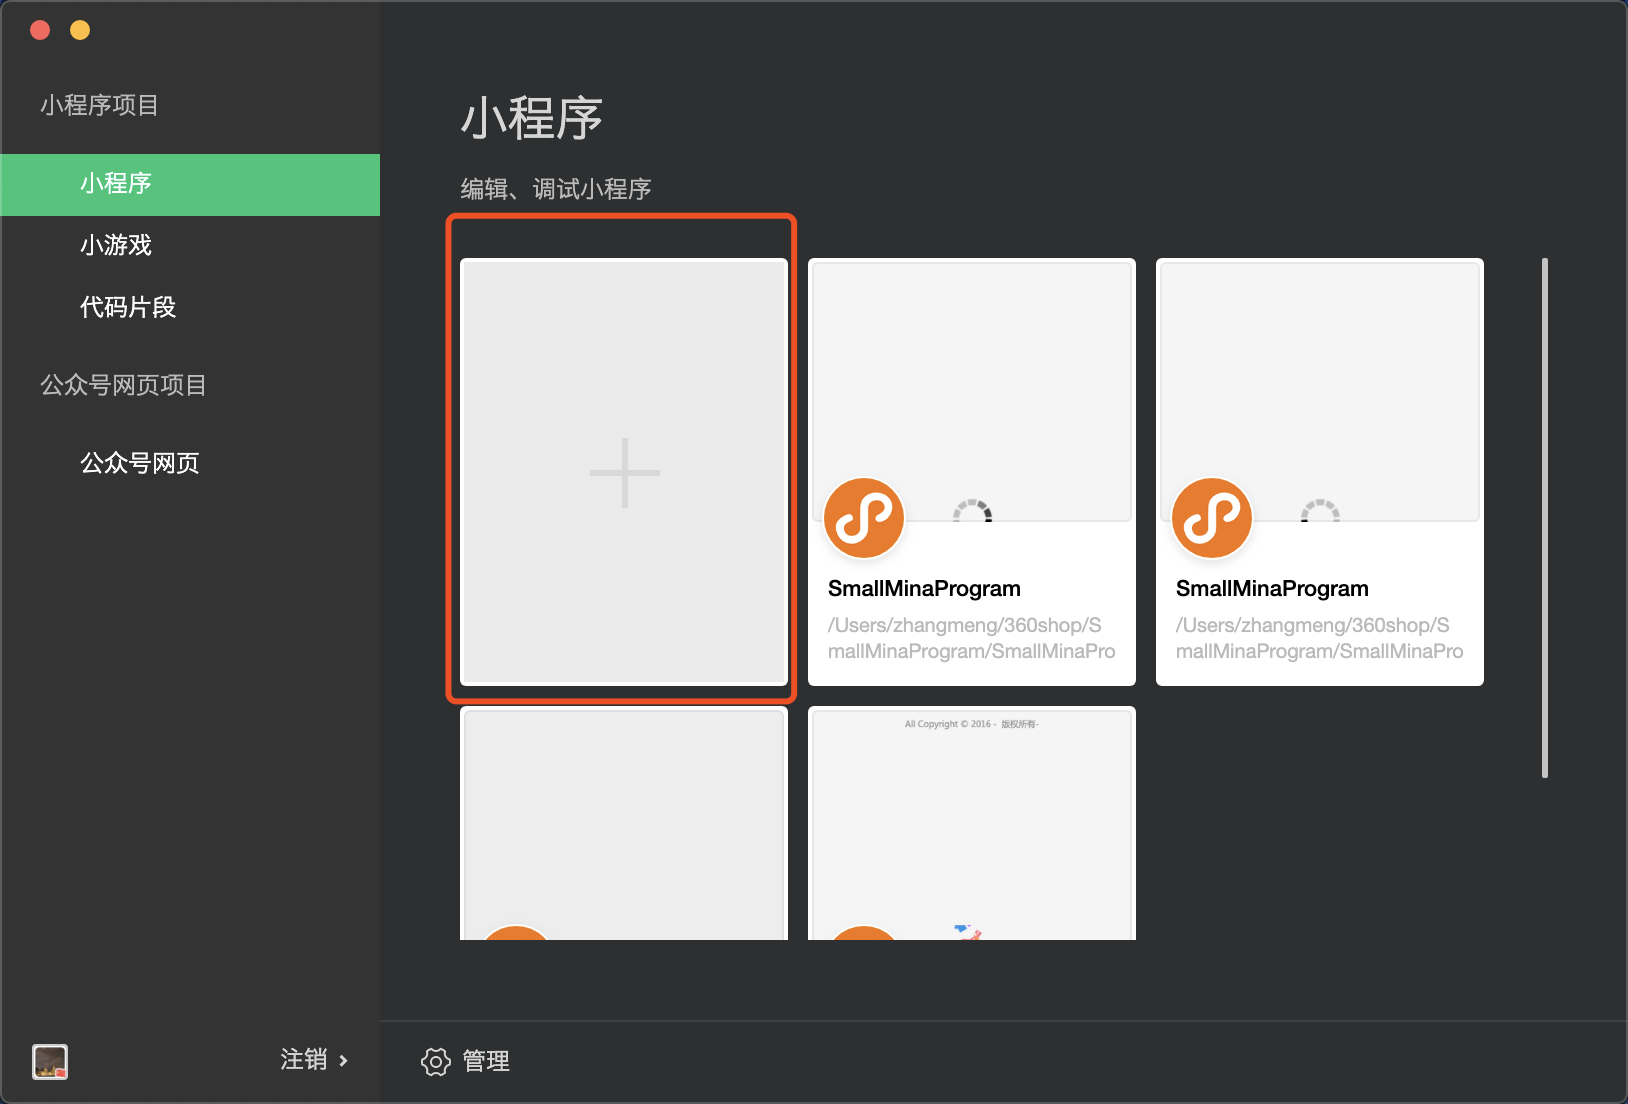 小程序项目
小程序
小游戏
代码片段
公众号网页项目
公众号网页
注销
小程序
编辑、调试小程序
SmallMinaProgram
/Users/zhangmeng/360shop/S
mallMinaProgram/SmallMinaPro
SmallMinaProgram
/Users/zhangmeng/360shop/S
mallMinaProgram/SmallMinaPro
All Copyright © 2016 - 版权所有-
管理